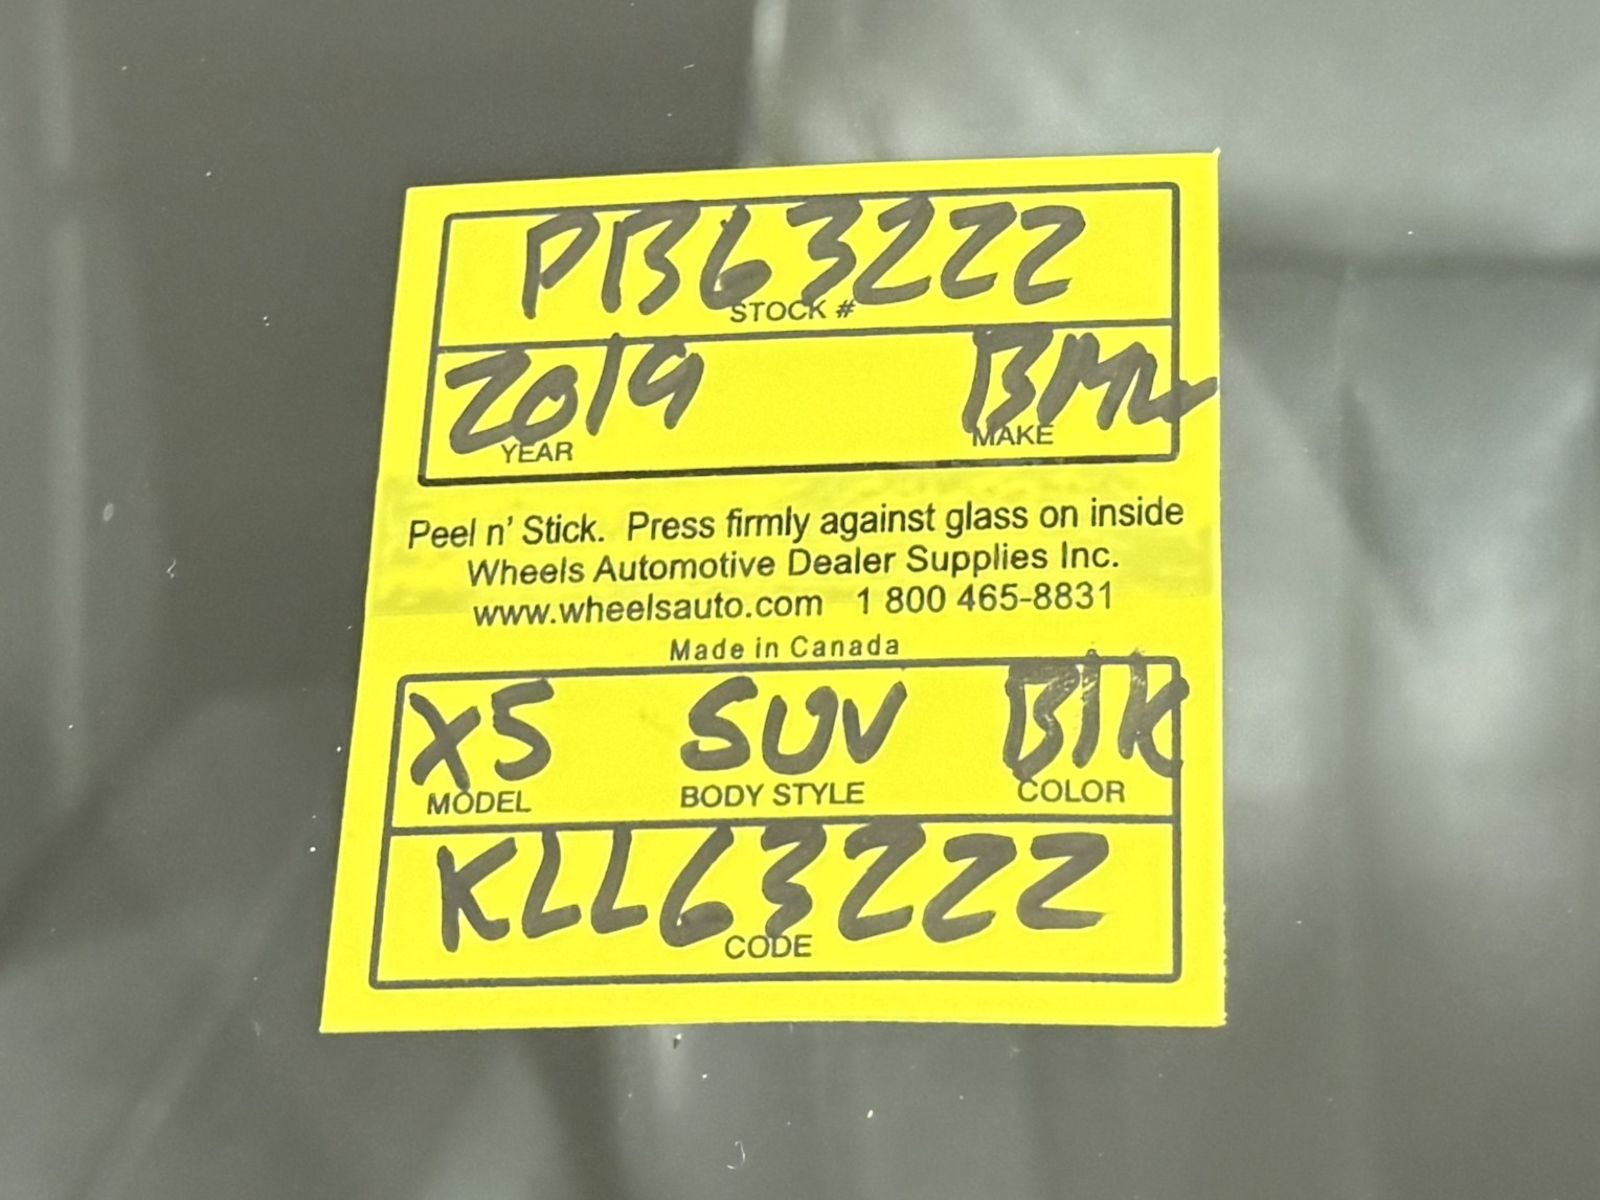 PB63222
STOCK #
2019 BMW
YEAR MAKE
Peel n' Stick. Press firmly against glass on inside
Wheels Automotive Dealer Supplies Inc.
www.wheelsauto.com 1 800 465-8831
Made in Canada
X5 SUV Blk
MODEL BODY STYLE COLOR
KLL63222
CODE